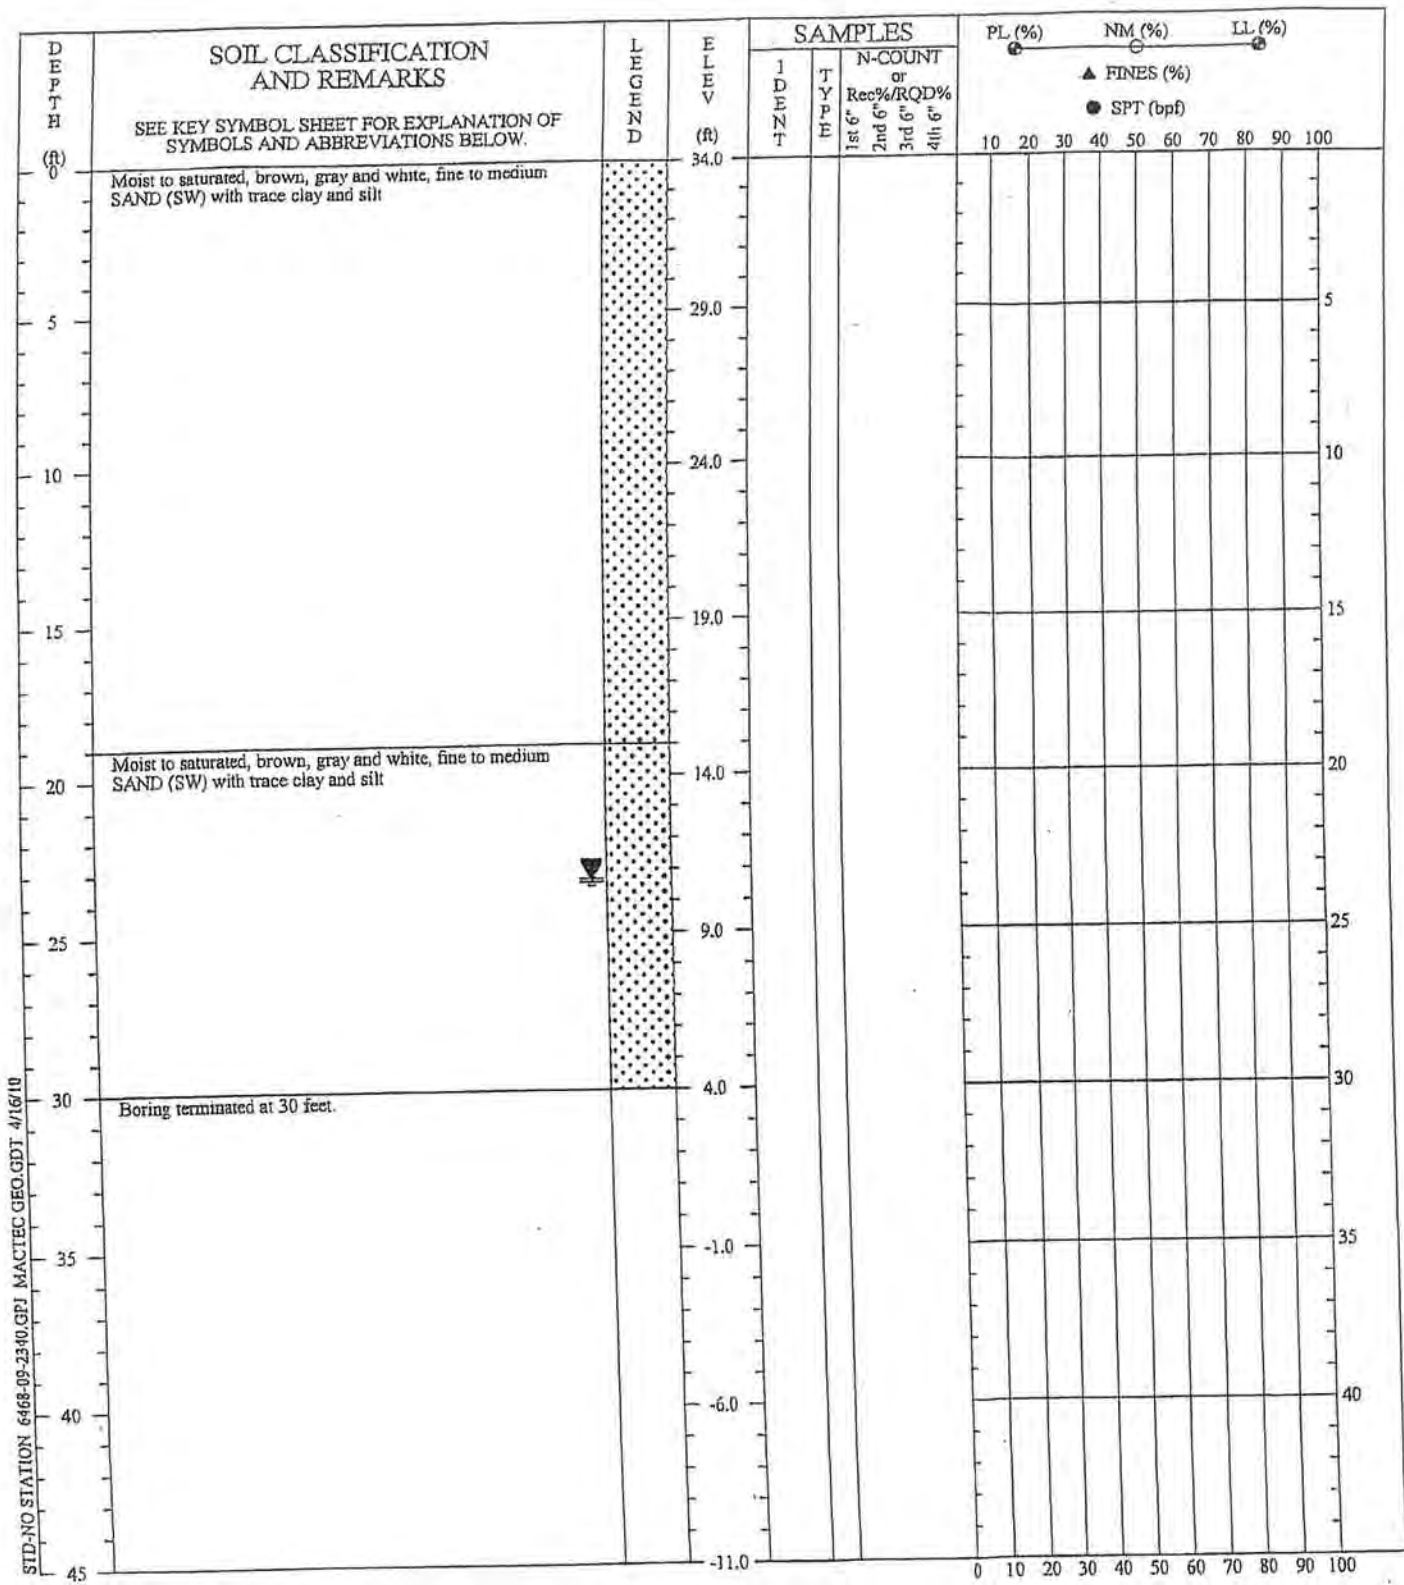 DEPTH
(ft)
SOIL CLASSIFICATION
AND REMARKS
SEE KEY SYMBOL SHEET FOR EXPLANATION OF
SYMBOLS AND ABBREVIATIONS BELOW.
LEGEND
ELEV
(ft)
SAMPLES
IDENT
TYPE
N-COUNT
or
Rec%/RQD%
1st 6"
2nd 6"
3rd 6"
4th 6"
PL (%) NM (%) LL (%)
▲ FINES (%)
● SPT (bpf)
10 20 30 40 50 60 70 80 90 100
0
34.0
Moist to saturated, brown, gray and white, fine to medium
SAND (SW) with trace clay and silt
5
29.0
5
10
24.0
10
15
19.0
15
Moist to saturated, brown, gray and white, fine to medium
SAND (SW) with trace clay and silt
20
14.0
20
25
9.0
25
30
4.0
30
Boring terminated at 30 feet.
35
-1.0
35
40
-6.0
40
45
-11.0
0 10 20 30 40 50 60 70 80 90 100
STD-NO STATION 6468-09-2340.GPJ MACTEC GEO.GDT 4/16/10